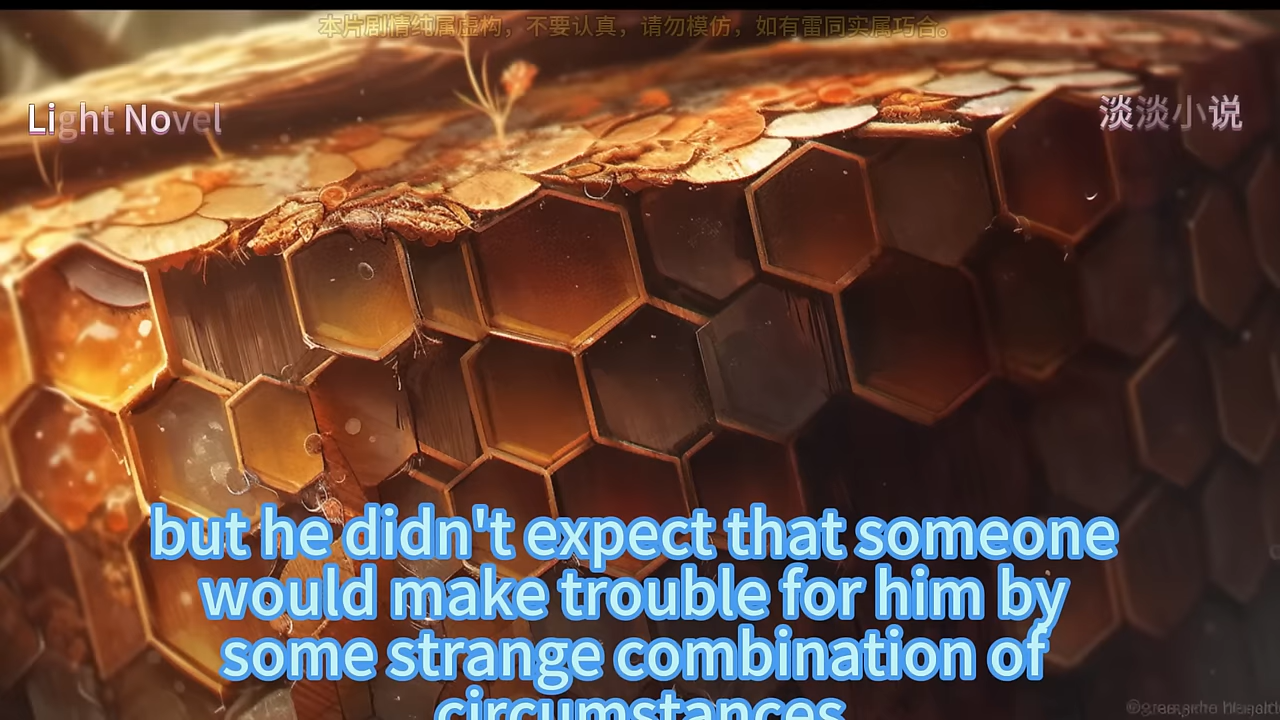 本片剧情纯属虚构，不要认真，请勿模仿，如有雷同实属巧合。
Light Novel
淡淡小说
but he didn't expect that someone
would make trouble for him by
some strange combination of
circumstances